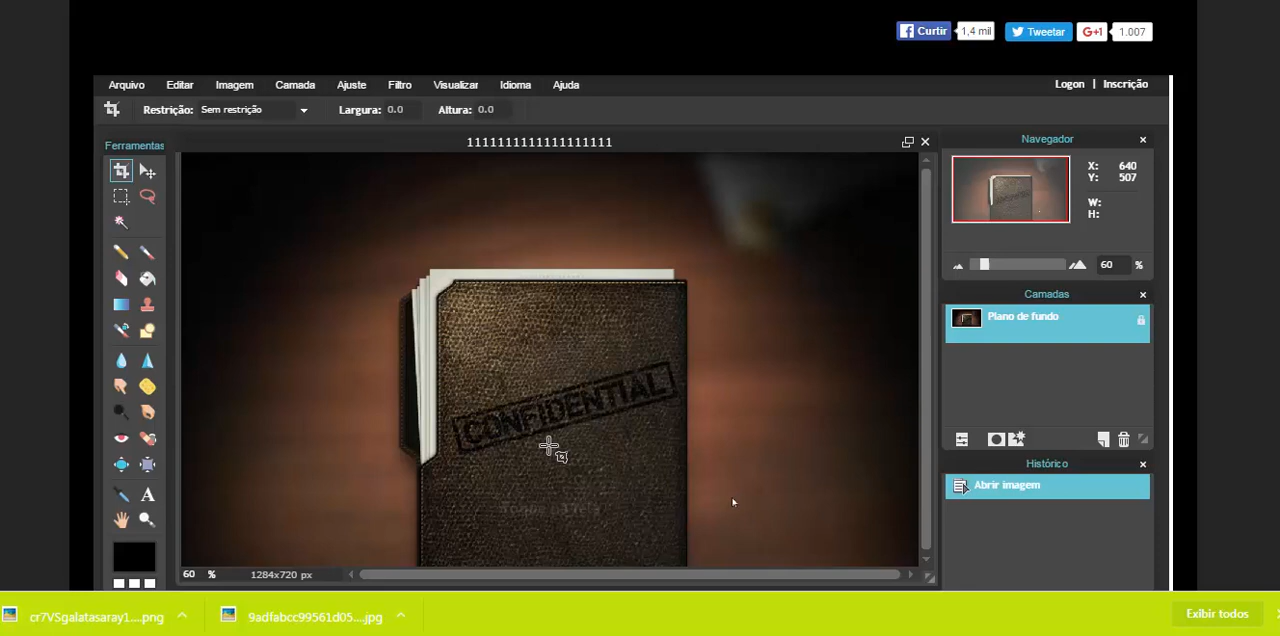 Curtir 1,4 mil Tweetar G+1 1.007
Arquivo Editar Imagem Camada Ajuste Filtro Visualizar Idioma Ajuda Logon | Inscrição
Restrição: Sem restrição Largura: 0.0 Altura: 0.0
Ferramentas
1111111111111111111
CONFIDENTIAL
A
60 % 1284x720 px
Navegador
X: 640
Y: 507
W:
H:
60 %
Camadas
Plano de fundo
Histórico
Abrir imagem
cr7VSgalatasaray1....png 9adfabcc99561d05....jpg Exibir todos